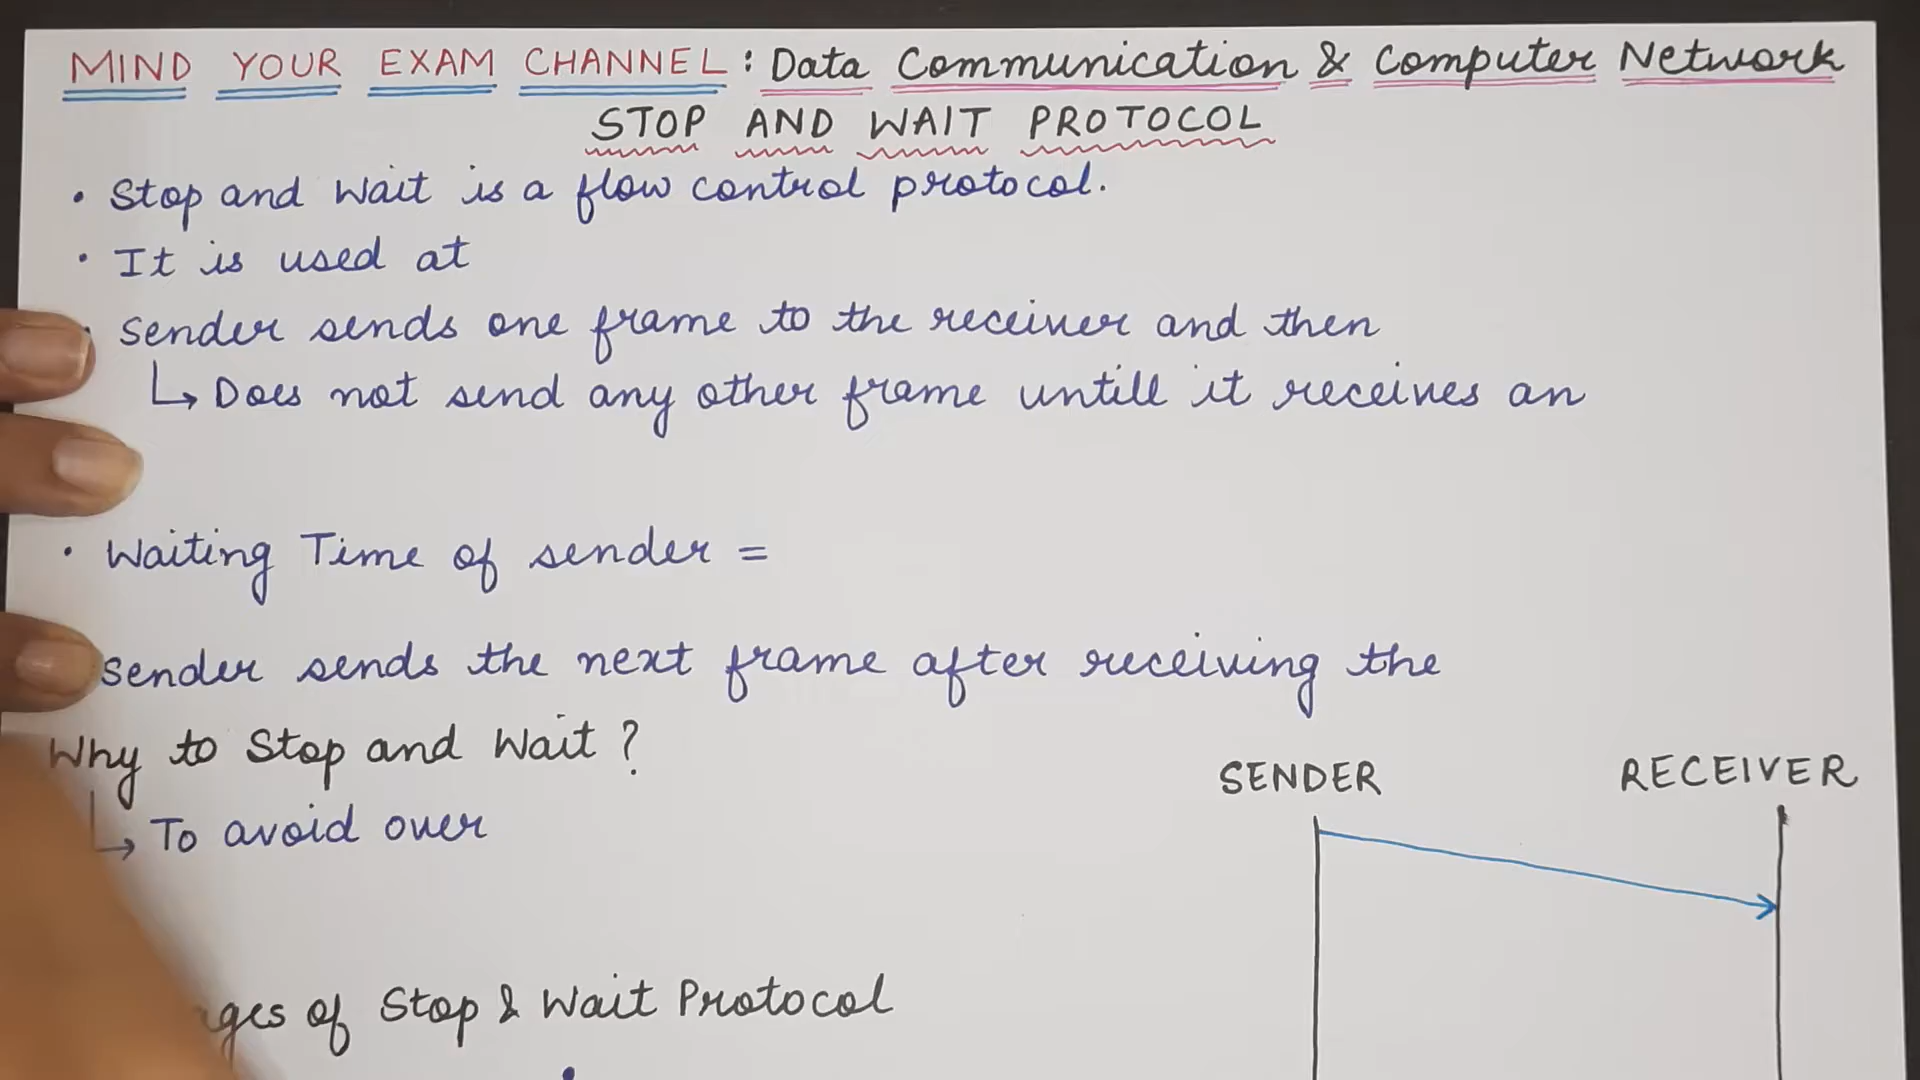 MIND YOUR EXAM CHANNEL : Data Communication & Computer Network
STOP AND WAIT PROTOCOL
• Stop and Wait is a flow control protocol.
• It is used at
• Sender sends one frame to the receiver and then
↳ Does not send any other frame untill it receives an
• Waiting Time of sender =
Sender sends the next frame after receiving the
Why to Stop and Wait ?
↳ To avoid over
SENDER RECEIVER
of Stop & Wait Protocol